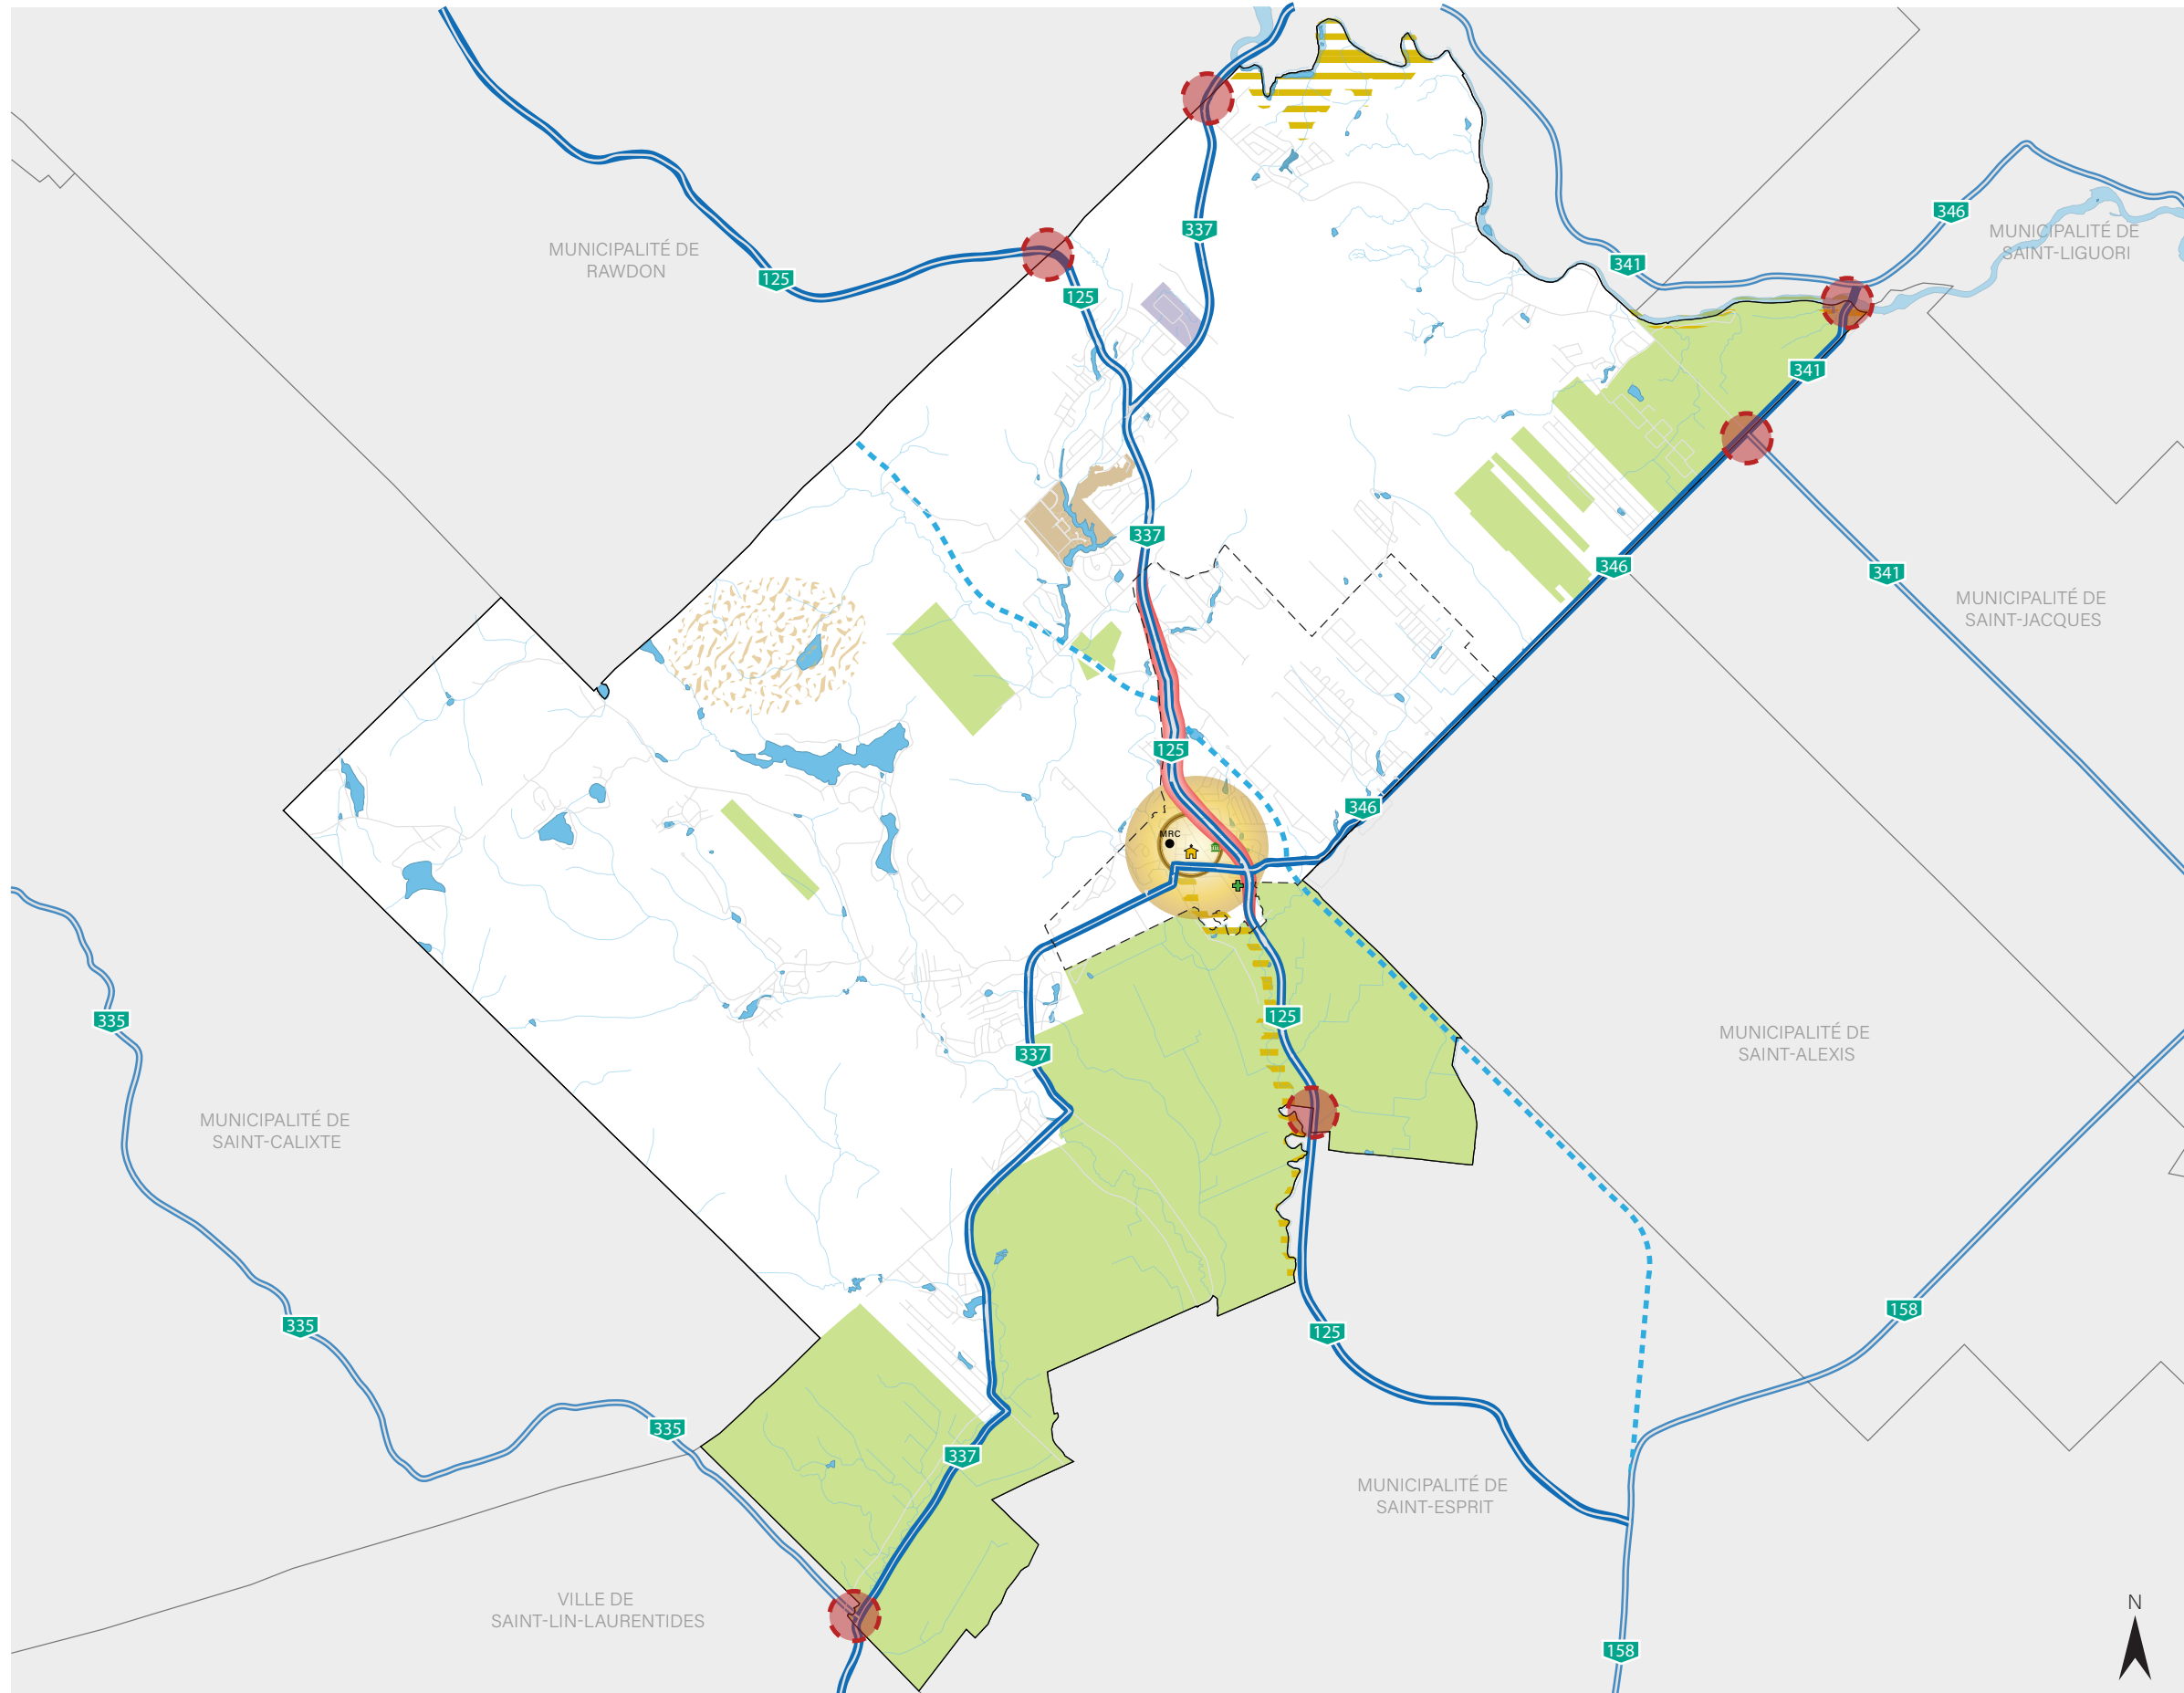 346
337
MUNICIPALITÉ DE
SAINT-LIGUORI
MUNICIPALITÉ DE
RAWDON
341
125
125
341
337
346
341
MUNICIPALITÉ DE
SAINT-JACQUES
125
346
MRC
335
125
MUNICIPALITÉ DE
SAINT-ALEXIS
337
MUNICIPALITÉ DE
SAINT-CALIXTE
158
335
125
335
337
MUNICIPALITÉ DE
SAINT-ESPRIT
VILLE DE
SAINT-LIN-LAURENTIDES
N
158